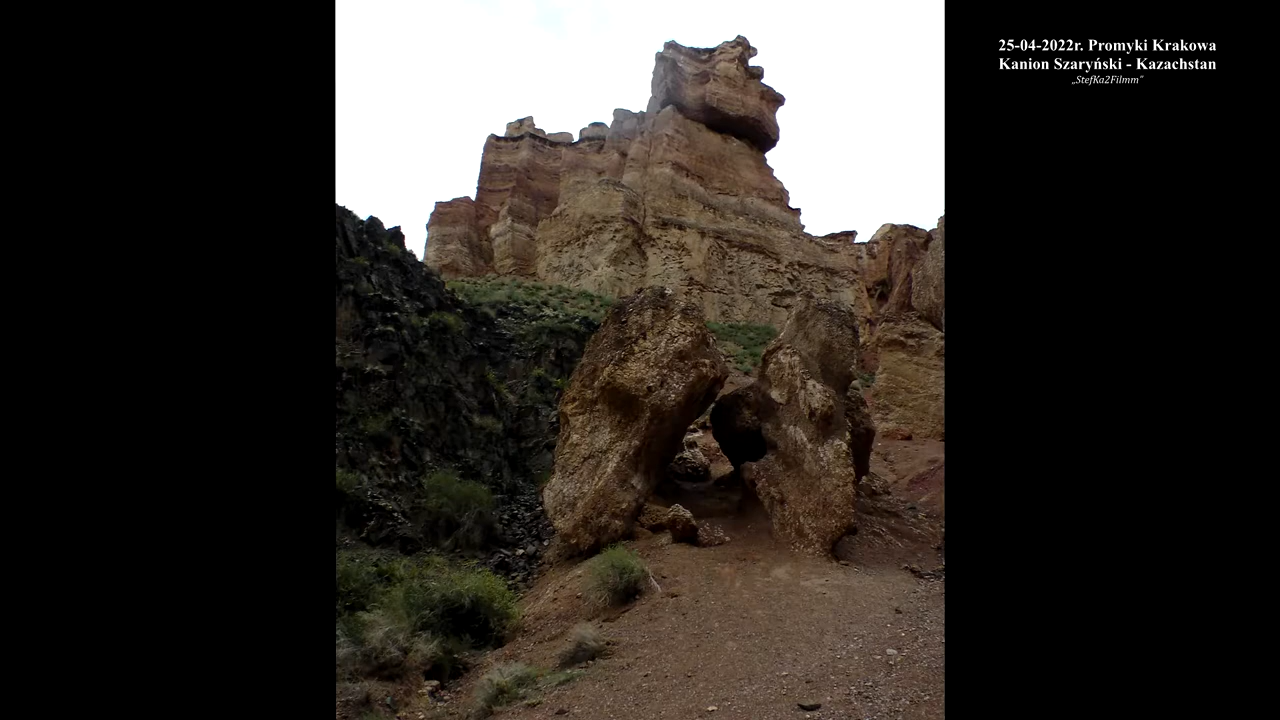 25-04-2022r. Promyki Krakowa
Kanion Szaryński - Kazachstan
„StefKa2Filmm”